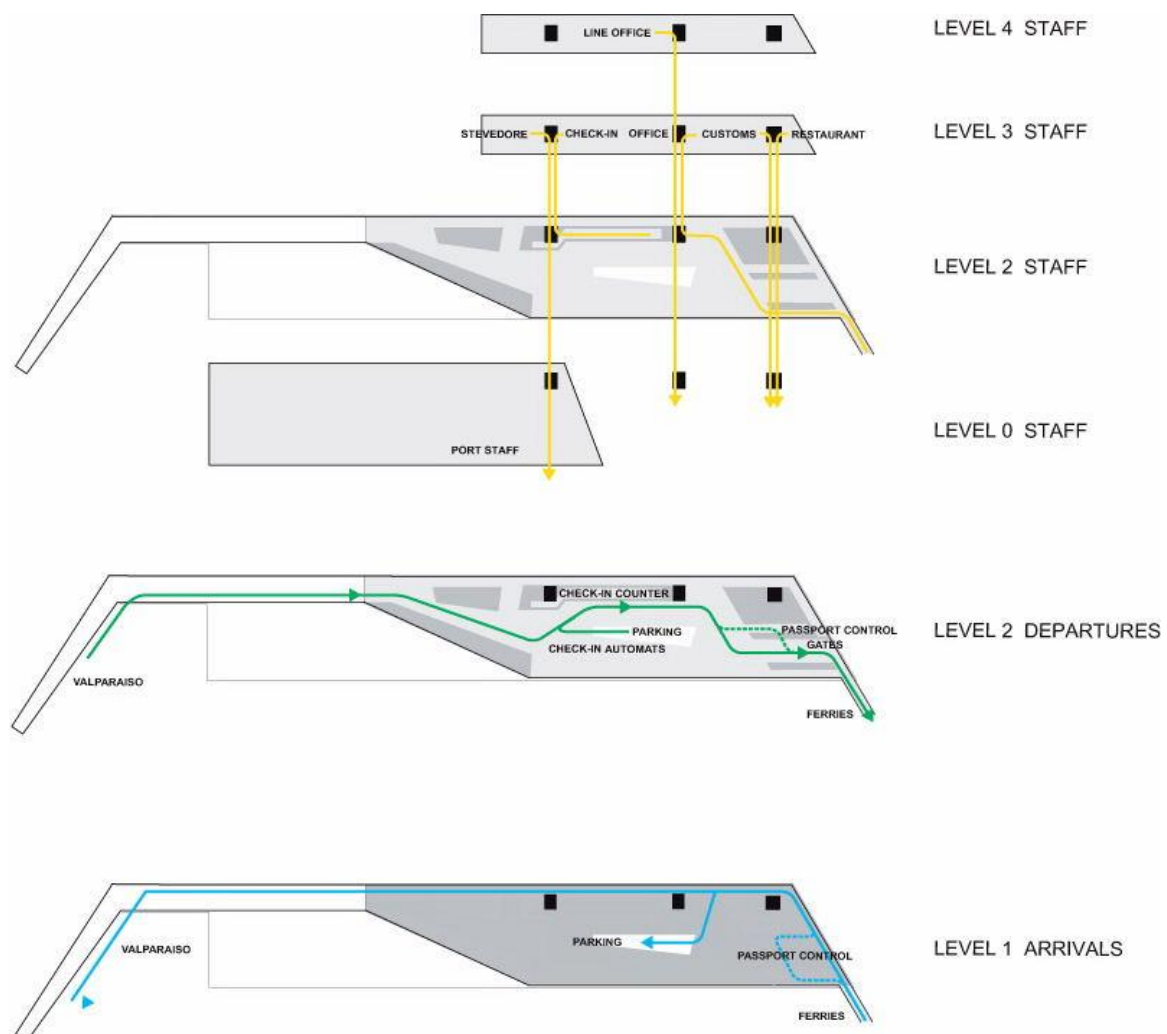 LINE OFFICE
LEVEL 4 STAFF
STEVEDORE CHECK-IN OFFICE CUSTOMS RESTAURANT
LEVEL 3 STAFF
LEVEL 2 STAFF
LEVEL 0 STAFF
PORT STAFF
CHECK-IN COUNTER
PARKING
PASSPORT CONTROL
LEVEL 2 DEPARTURES
GATES
CHECK-IN AUTOMATS
VALPARAISO
FERRIES
PARKING
VALPARAISO
PASSPORT CONTROL
LEVEL 1 ARRIVALS
FERRIES